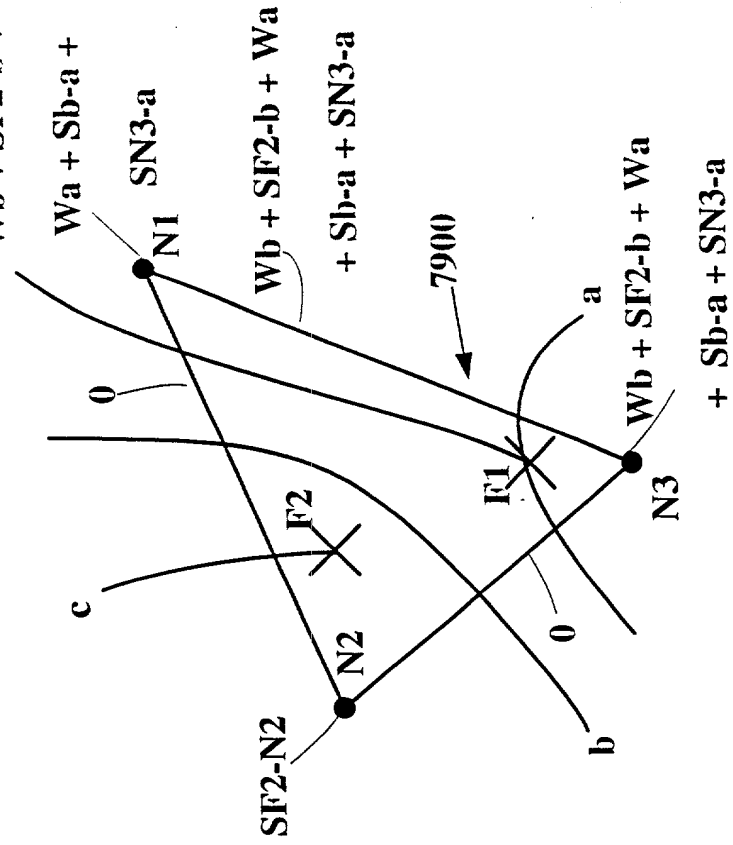 Wa + Sb-a +
SN3-a
N1
Wb + SF2-b + Wa
+ Sb-a + SN3-a
7900
a
Wb + SF2-b + Wa
+ Sb-a + SN3-a
0
F2
F1
N3
c
N2
0
SF2-N2
b